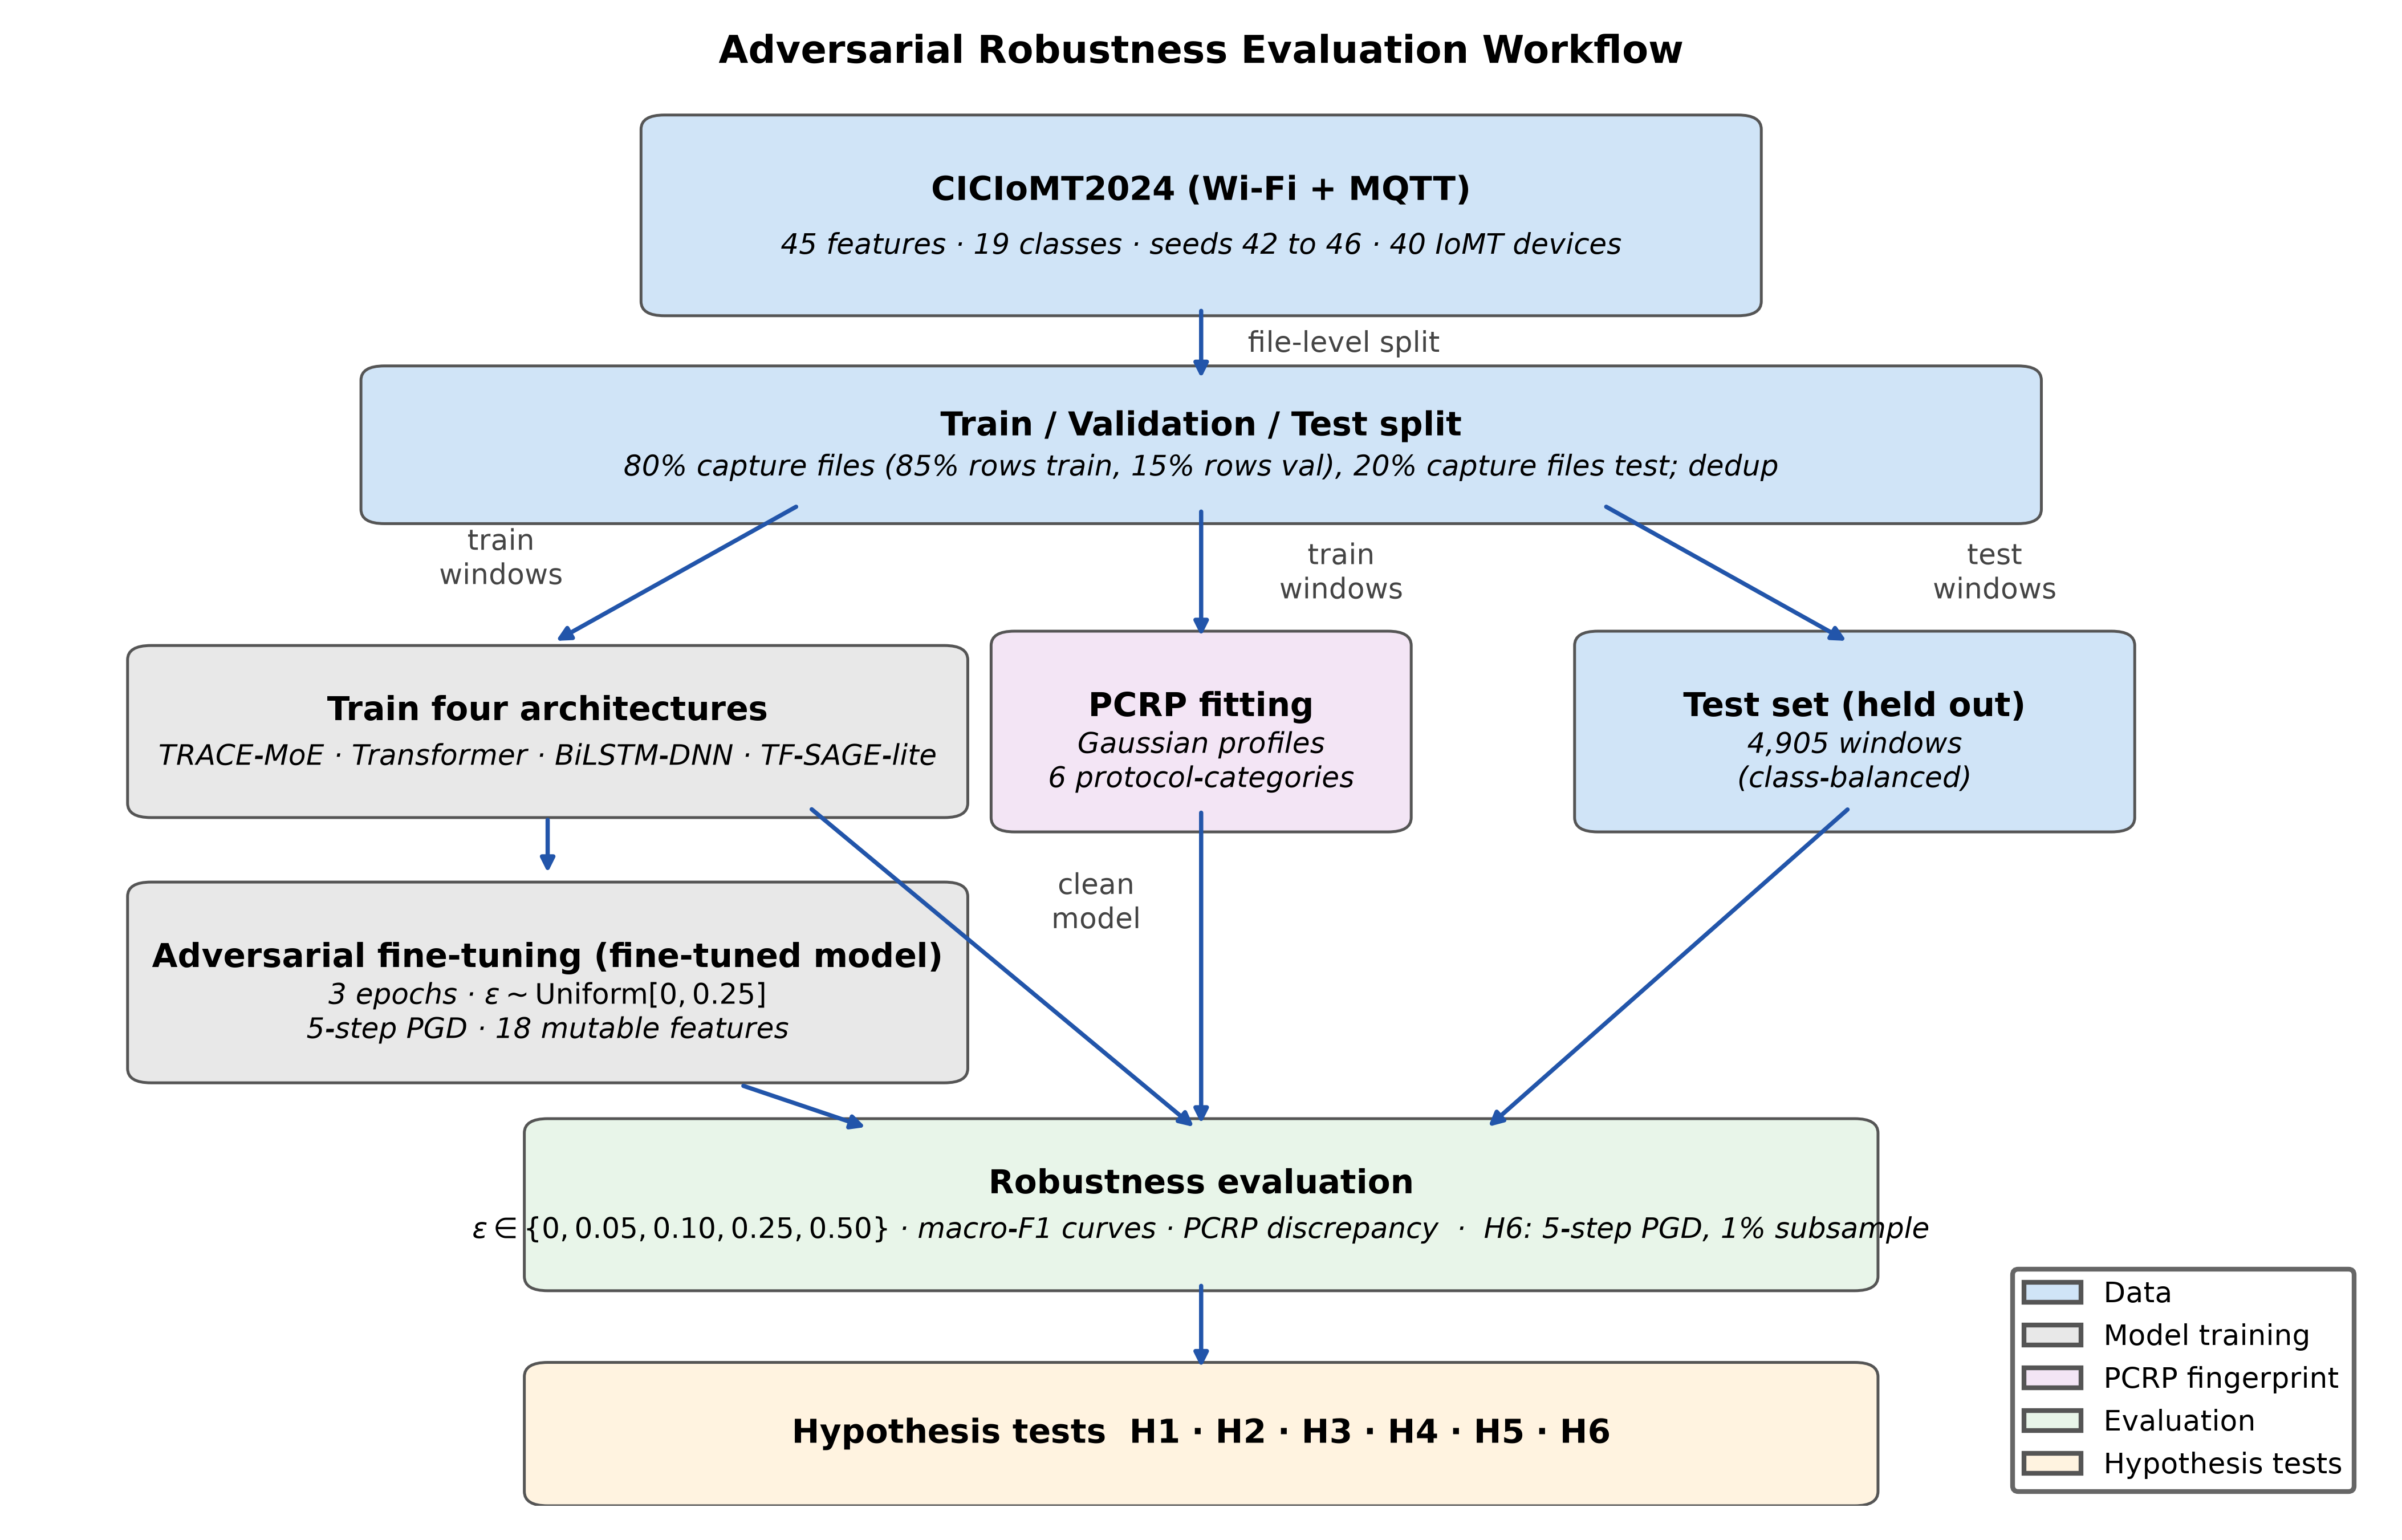 Adversarial Robustness Evaluation Workflow
CICIoMT2024 (Wi-Fi + MQTT)
45 features · 19 classes · seeds 42 to 46 · 40 IoMT devices
file-level split
Train / Validation / Test split
80% capture files (85% rows train, 15% rows val), 20% capture files test; dedup
train
windows
train
windows
test
windows
Train four architectures
TRACE-MoE · Transformer · BiLSTM-DNN · TF-SAGE-lite
PCRP fitting
Gaussian profiles
6 protocol-categories
Test set (held out)
4,905 windows
(class-balanced)
clean
model
Adversarial fine-tuning (fine-tuned model)
3 epochs · ε ~ Uniform[0, 0.25]
5-step PGD · 18 mutable features
Robustness evaluation
ε ∈ {0, 0.05, 0.10, 0.25, 0.50} · macro-F1 curves · PCRP discrepancy · H6: 5-step PGD, 1% subsample
Hypothesis tests H1 · H2 · H3 · H4 · H5 · H6
Data
Model training
PCRP fingerprint
Evaluation
Hypothesis tests